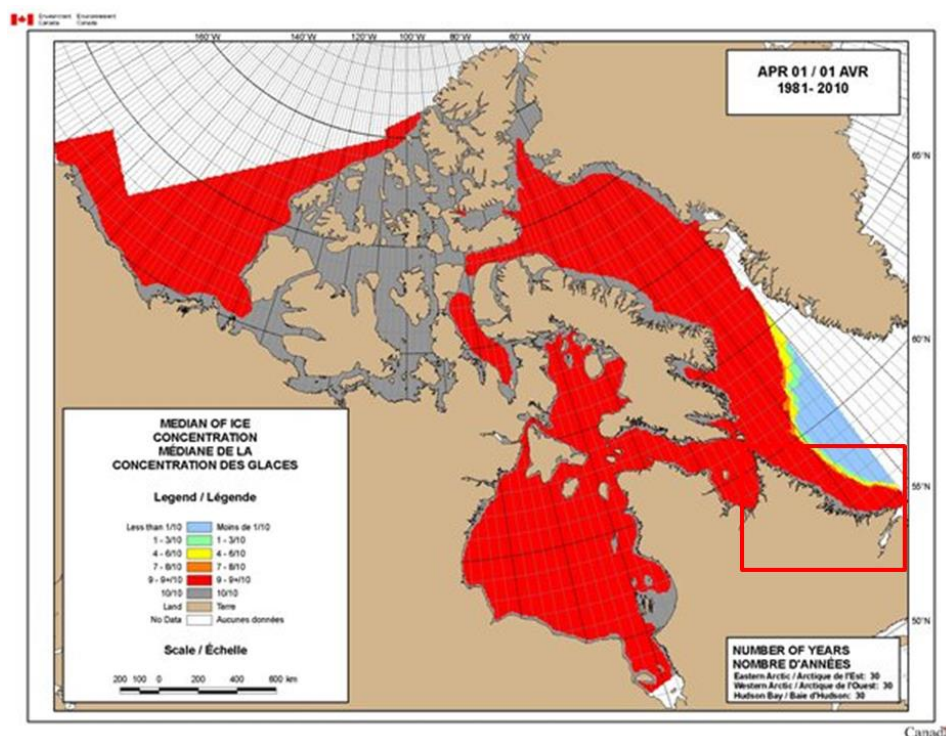 Environment Environnement
Canada Canada
160°W 140°W 120°W 100°W 80°W 60°W
APR 01 / 01 AVR
1981- 2010
65°N
60°N
55°N
50°N
MEDIAN OF ICE
CONCENTRATION
MÉDIANE DE LA
CONCENTRATION DES GLACES
Legend / Légende
Less than 1/10 Moins de 1/10
1 - 3/10 1 - 3/10
4 - 6/10 4 - 6/10
7 - 8/10 7 - 8/10
9 - 9+/10 9 - 9+/10
10/10 10/10
Land Terre
No Data Aucunes données
Scale / Échelle
200 100 0 200 400 600 km
NUMBER OF YEARS
NOMBRE D'ANNÉES
Eastern Arctic / Arctique de l'Est: 30
Western Arctic / Arctique de l'Ouest: 30
Hudson Bay / Baie d'Hudson: 30